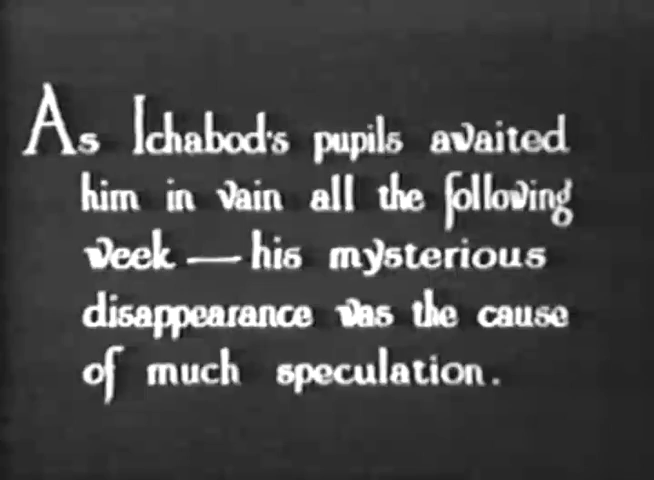 As Ichabod's pupils awaited
him in vain all the following
week — his mysterious
disappearance was the cause
of much speculation.